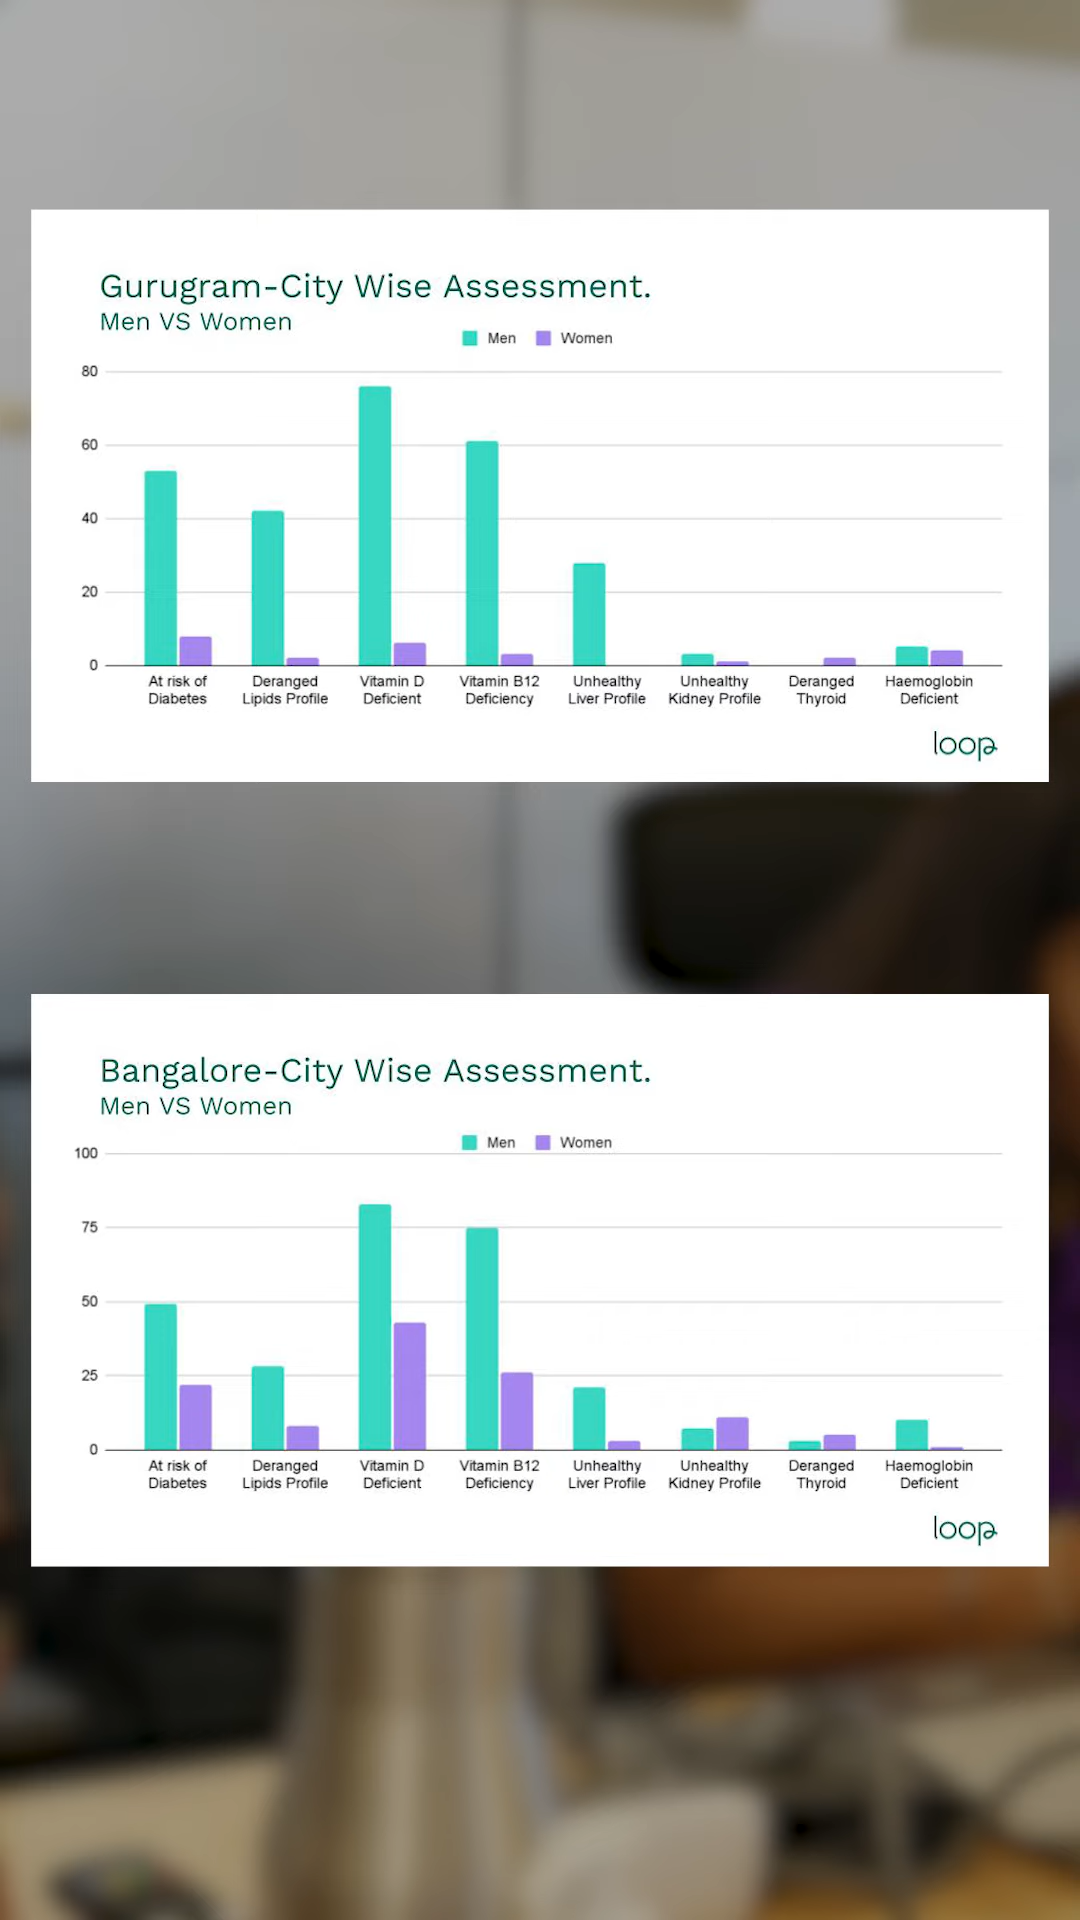 Gurugram-City Wise Assessment.
Men VS Women
Men Women
80
60
40
20
0
At risk of Diabetes
Deranged Lipids Profile
Vitamin D Deficient
Vitamin B12 Deficiency
Unhealthy Liver Profile
Unhealthy Kidney Profile
Deranged Thyroid
Haemoglobin Deficient
loop
Bangalore-City Wise Assessment.
Men VS Women
Men Women
100
75
50
25
0
At risk of Diabetes
Deranged Lipids Profile
Vitamin D Deficient
Vitamin B12 Deficiency
Unhealthy Liver Profile
Unhealthy Kidney Profile
Deranged Thyroid
Haemoglobin Deficient
loop